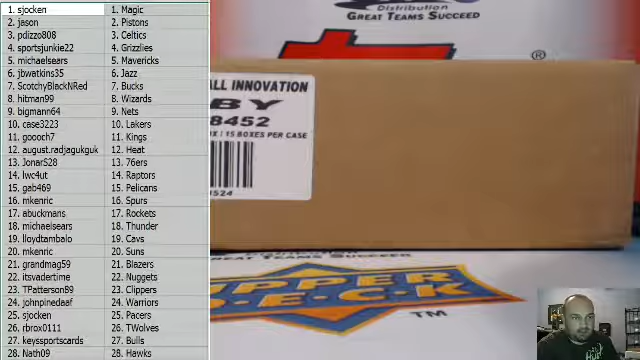 1. sjocken 1. Magic
2. jason 2. Pistons
3. pdizzo808 3. Celtics
4. sportsjunkie22 4. Grizzlies
5. michaelsears 5. Mavericks
6. jbwatkins35 6. Jazz
7. ScotchyBlackNRed 7. Bucks
8. hitman99 8. Wizards
9. bigmann64 9. Nets
10. case3223 10. Lakers
11. goooch7 11. Kings
12. august.radjagukguk 12. Heat
13. JonarS28 13. 76ers
14. lwc4ut 14. Raptors
15. gab469 15. Pelicans
16. mkenric 16. Spurs
17. abuckmans 17. Rockets
18. michaelsears 18. Thunder
19. lloydtambalo 19. Cavs
20. mkenric 20. Suns
21. grandmag59 21. Blazers
22. itsvadertime 22. Nuggets
23. TPatterson89 23. Clippers
24. johnpinedaaf 24. Warriors
25. sjocken 25. Pacers
26. rbrox0111 26. TWolves
27. keyssportscards 27. Bulls
28. Nath09 28. Hawks
Distribution
GREAT TEAMS SUCCEED
®
ALL INNOVATION
BY
8452
15 BOXES PER CASE
3524
UPPER
DECK
TM